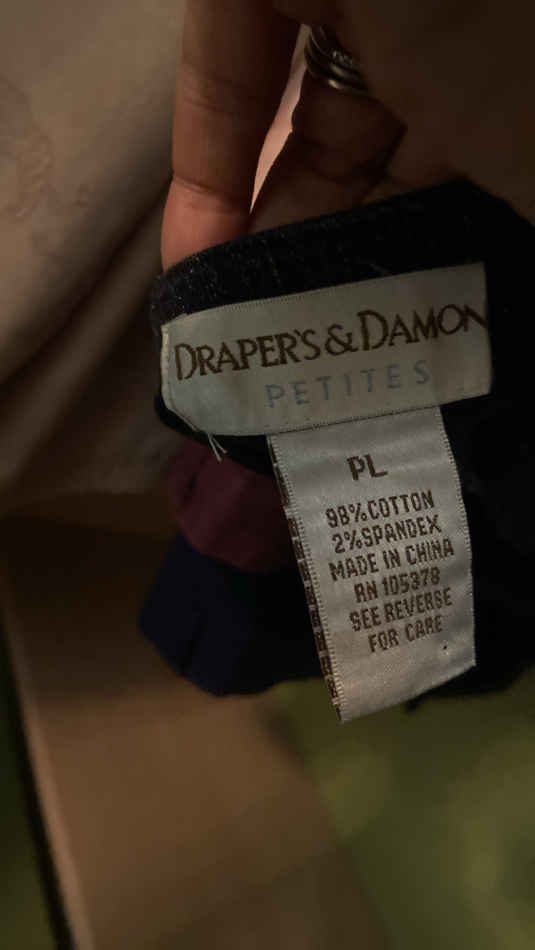 DRAPER'S & DAMON
PETITES
PL
98% COTTON
2% SPANDEX
MADE IN CHINA
RN 105378
SEE REVERSE
FOR CARE